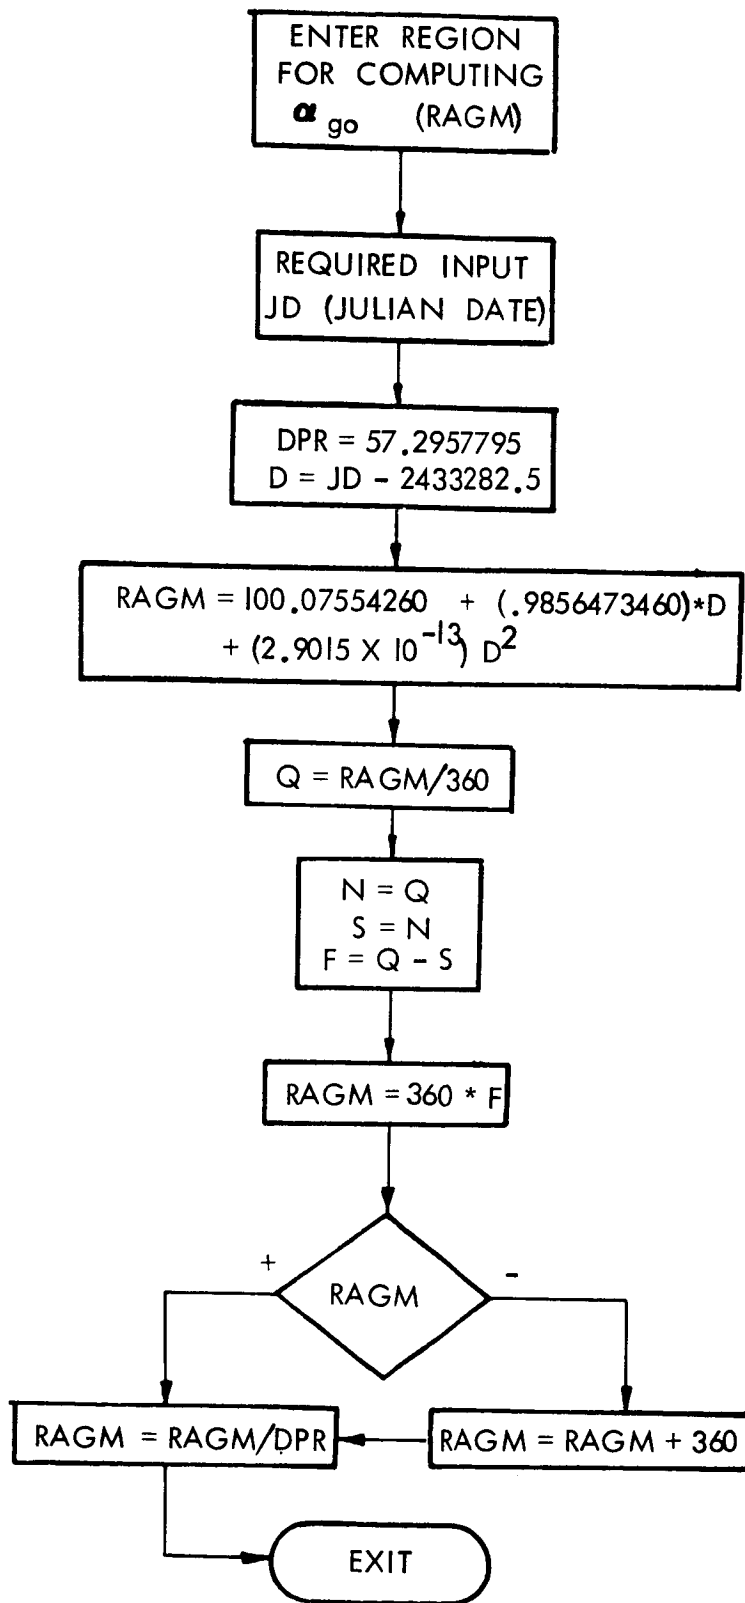 ENTER REGION
FOR COMPUTING
α go (RAGM)
REQUIRED INPUT
JD (JULIAN DATE)
DPR = 57.2957795
D = JD - 2433282.5
RAGM = 100.07554260 + (.9856473460)*D
+ (2.9015 X 10⁻¹³) D²
Q = RAGM/360
N = Q
S = N
F = Q - S
RAGM = 360 * F
+
-
RAGM
RAGM = RAGM/DPR
RAGM = RAGM + 360
EXIT